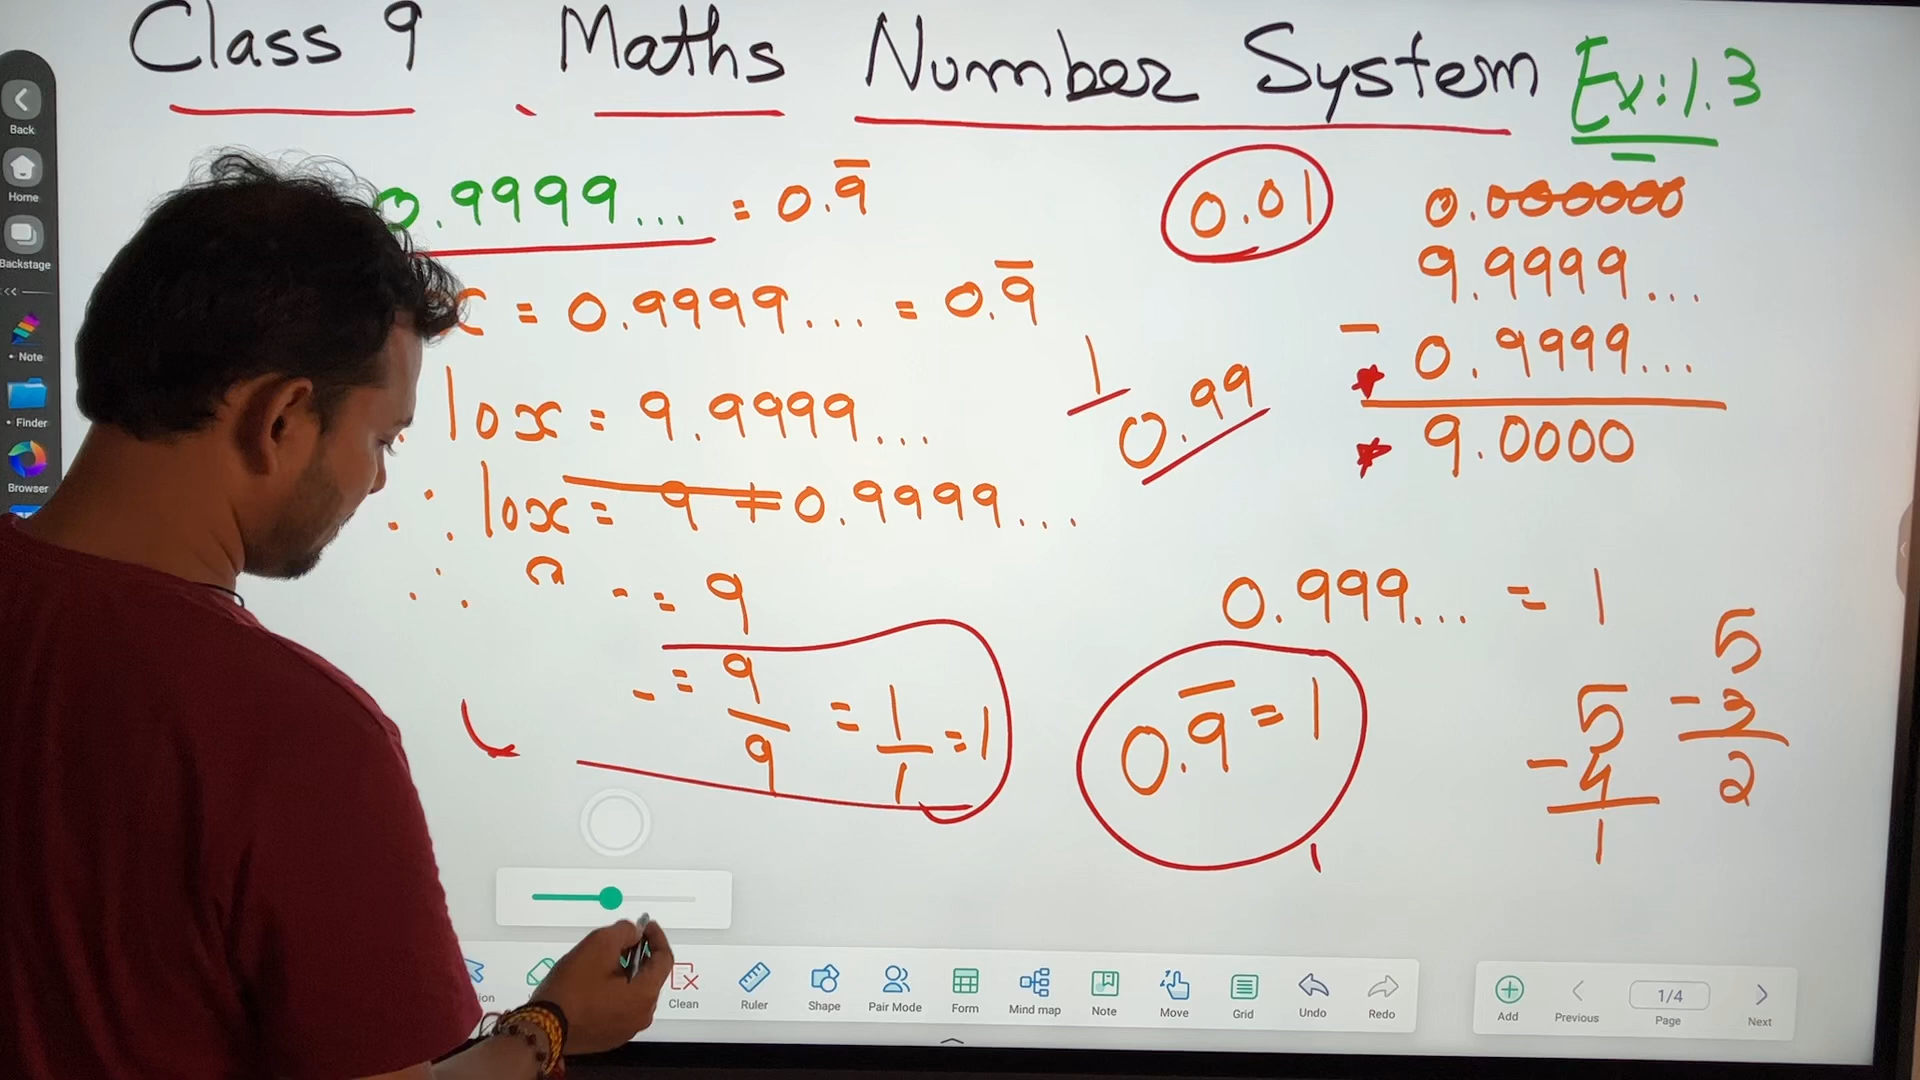 Class 9 Maths Number System Ex:1.3
0.9999... = 0.9̅
x = 0.9999... = 0.9̅
10x = 9.9999...
∴ 10x = 9 + 0.9999...
= 9
= 9/9 = 1/1 = 1
0.01
1/0.99
0.000000
9.9999...
- 0.9999...
9.0000
0.999... = 1
0.9̅ = 1
5
- 4
1
5
- 3
2
Back
Home
Backstage
Note
Finder
Browser
Clean
Ruler
Shape
Pair Mode
Form
Mind map
Note
Move
Grid
Undo
Redo
Add
Previous
1/4
Page
Next